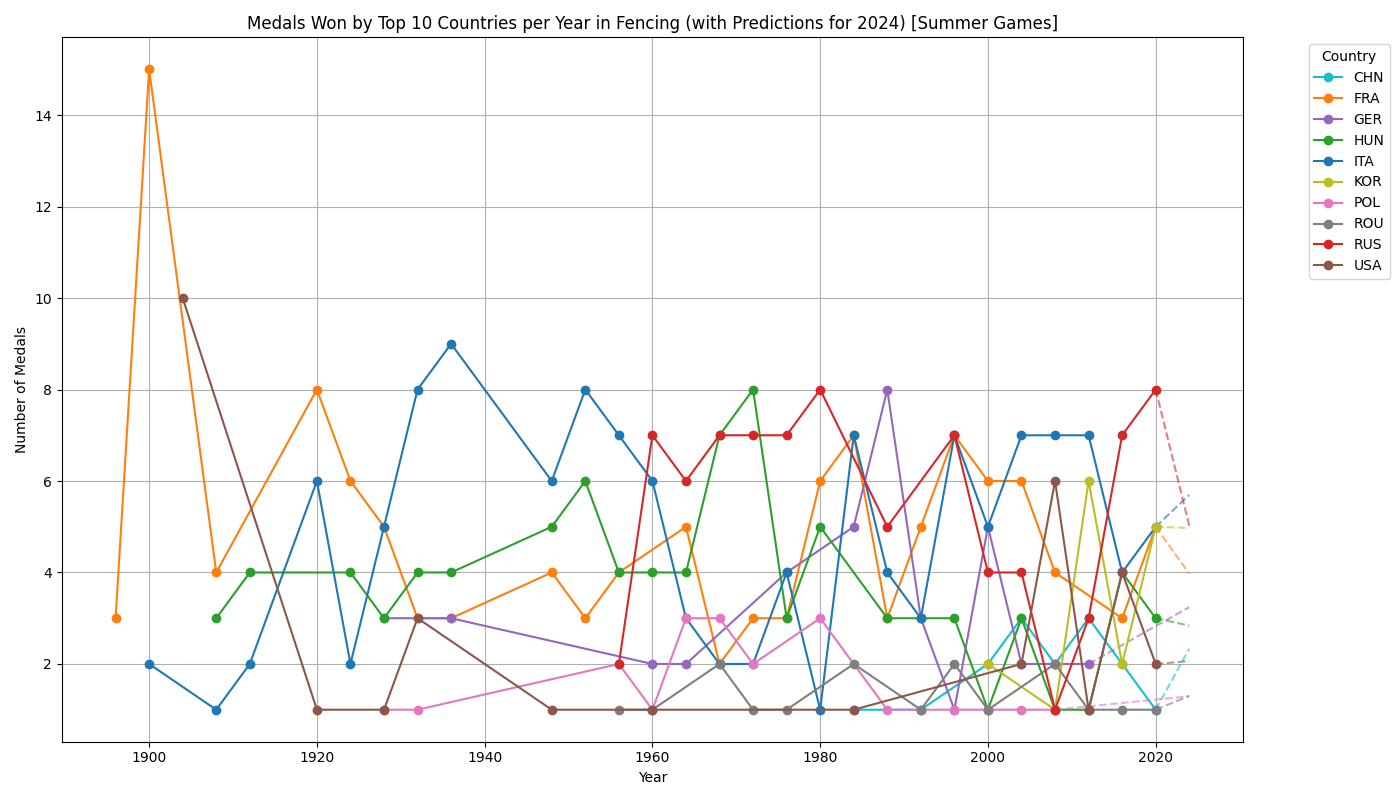 Medals Won by Top 10 Countries per Year in Fencing (with Predictions for 2024) [Summer Games]
Number of Medals
14
12
10
8
6
4
2
1900
1920
1940
1960
1980
2000
2020
Year
Country
CHN
FRA
GER
HUN
ITA
KOR
POL
ROU
RUS
USA